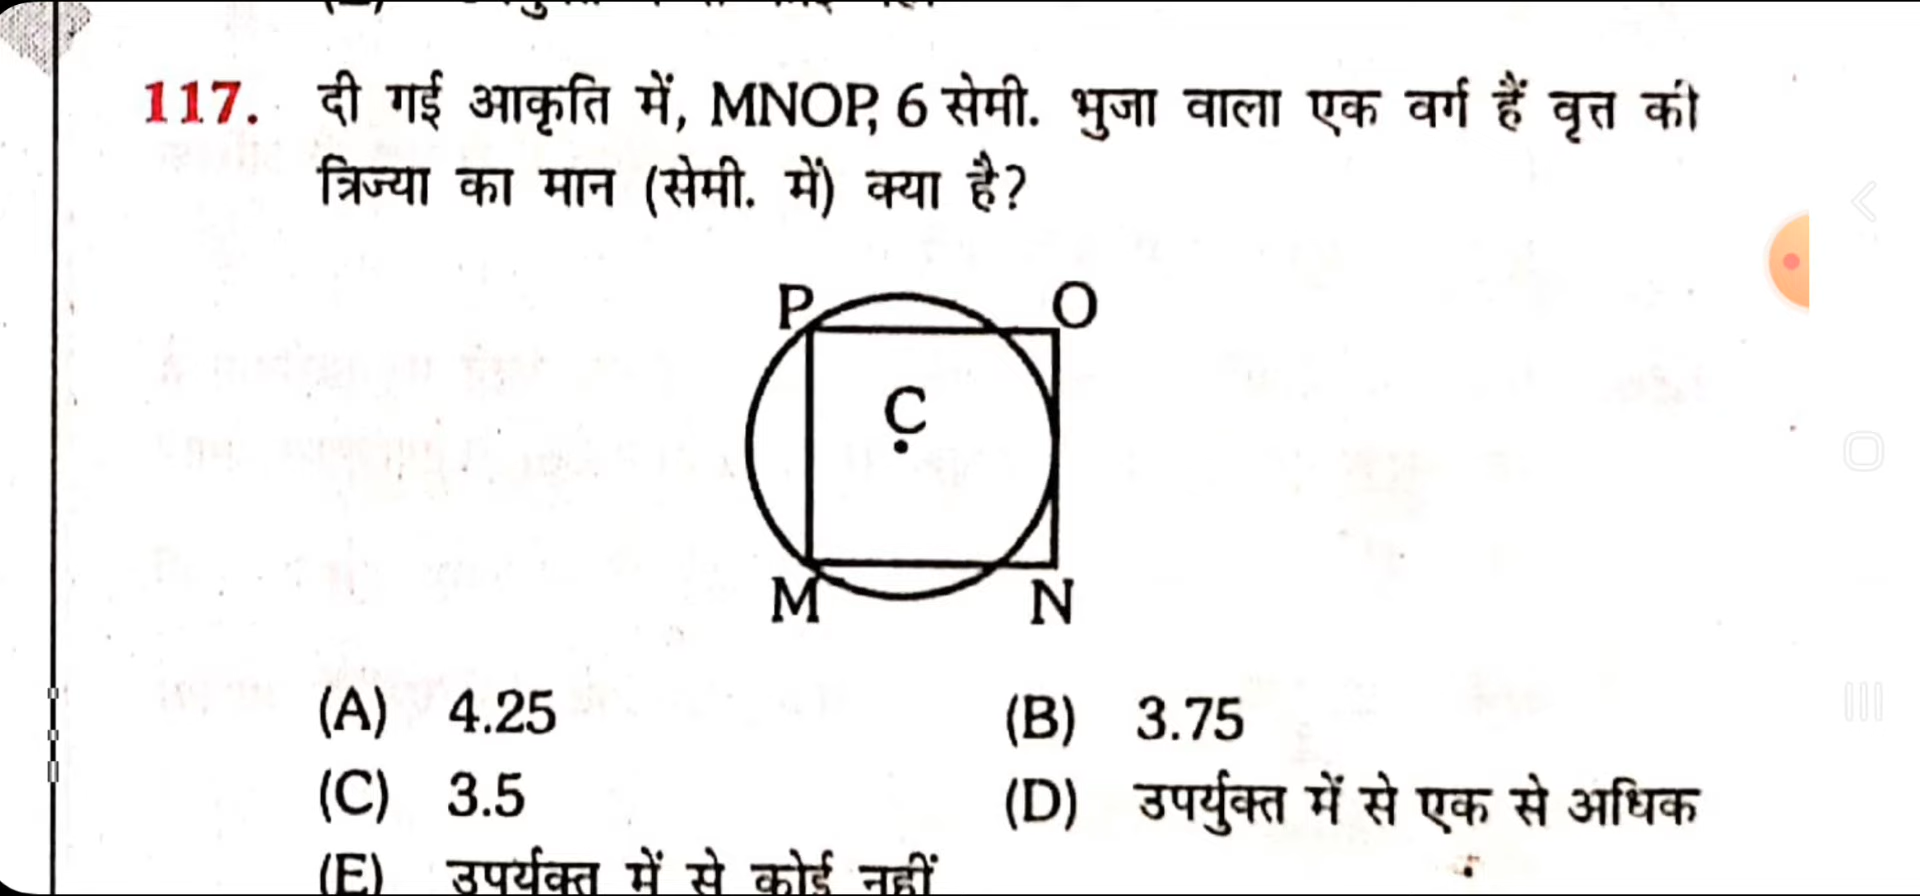 117. दी गई आकृति में, MNOP, 6 सेमी. भुजा वाला एक वर्ग हैं वृत्त की
त्रिज्या का मान (सेमी. में) क्या है?
P O
C
M N
(A) 4.25 (B) 3.75
(C) 3.5 (D) उपर्युक्त में से एक से अधिक
(E) उपर्युक्त में से कोई नहीं